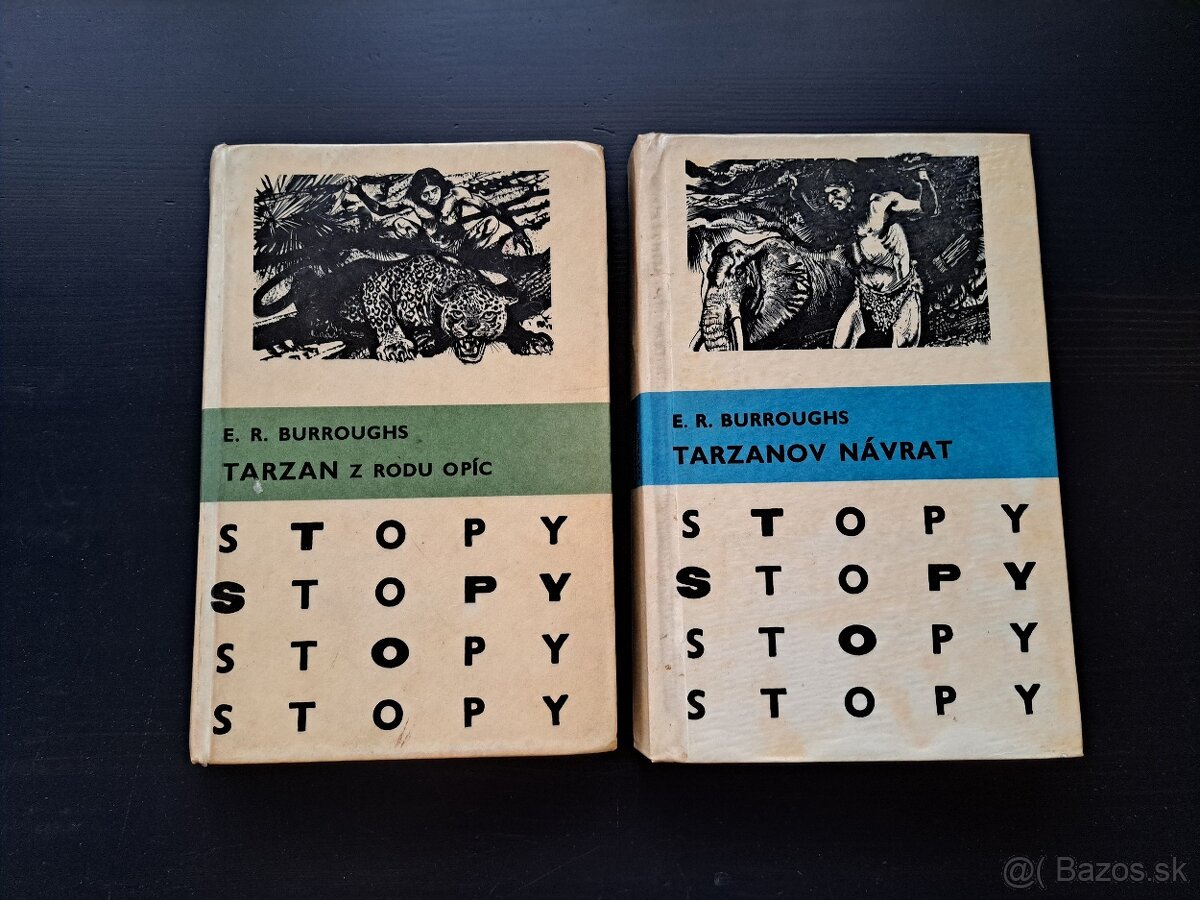 E. R. BURROUGHS
TARZAN Z RODU OPÍC
STOPY
STOPY
STOPY
STOPY
E. R. BURROUGHS
TARZANOV NÁVRAT
STOPY
STOPY
STOPY
STOPY
@( Bazos.sk